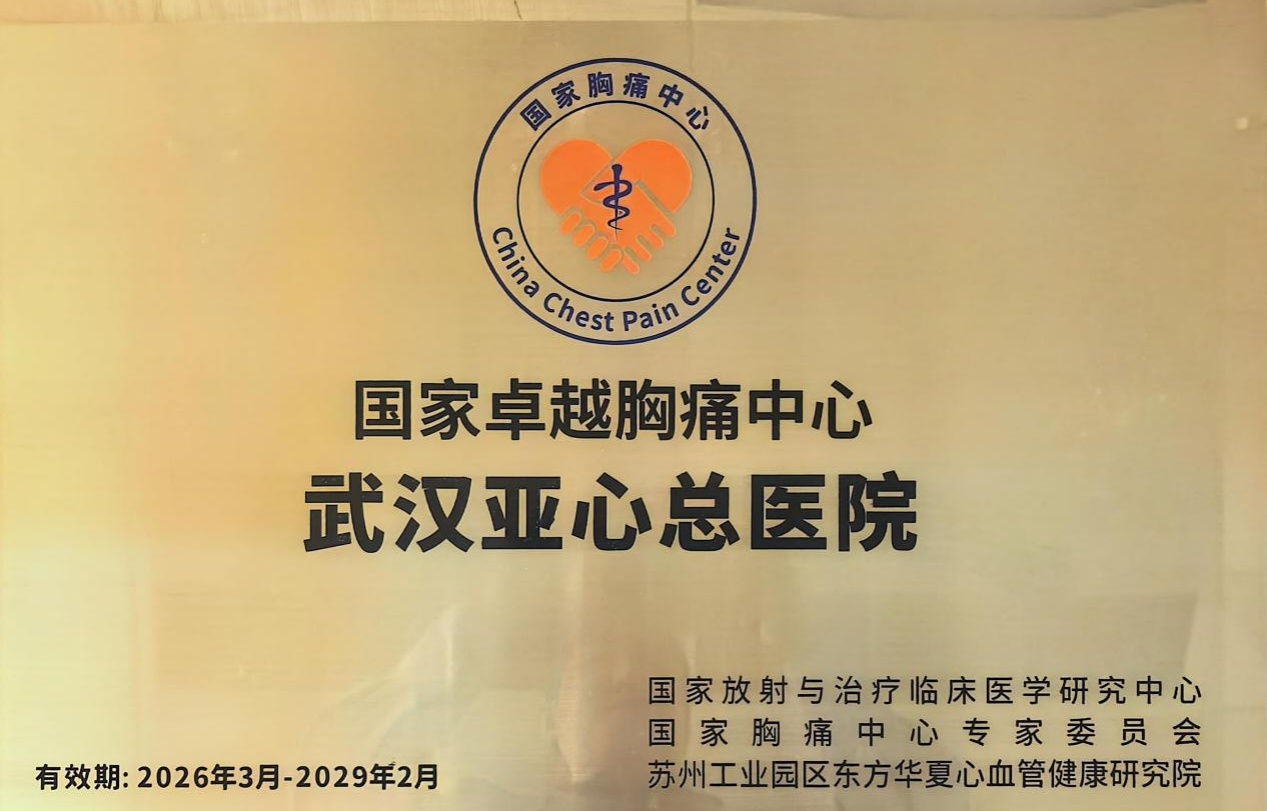 国家胸痛中心
China Chest Pain Center
国家卓越胸痛中心
武汉亚心总医院
国家放射与治疗临床医学研究中心
国家胸痛中心专家委员会
苏州工业园区东方华夏心血管健康研究院
有效期: 2026年3月-2029年2月